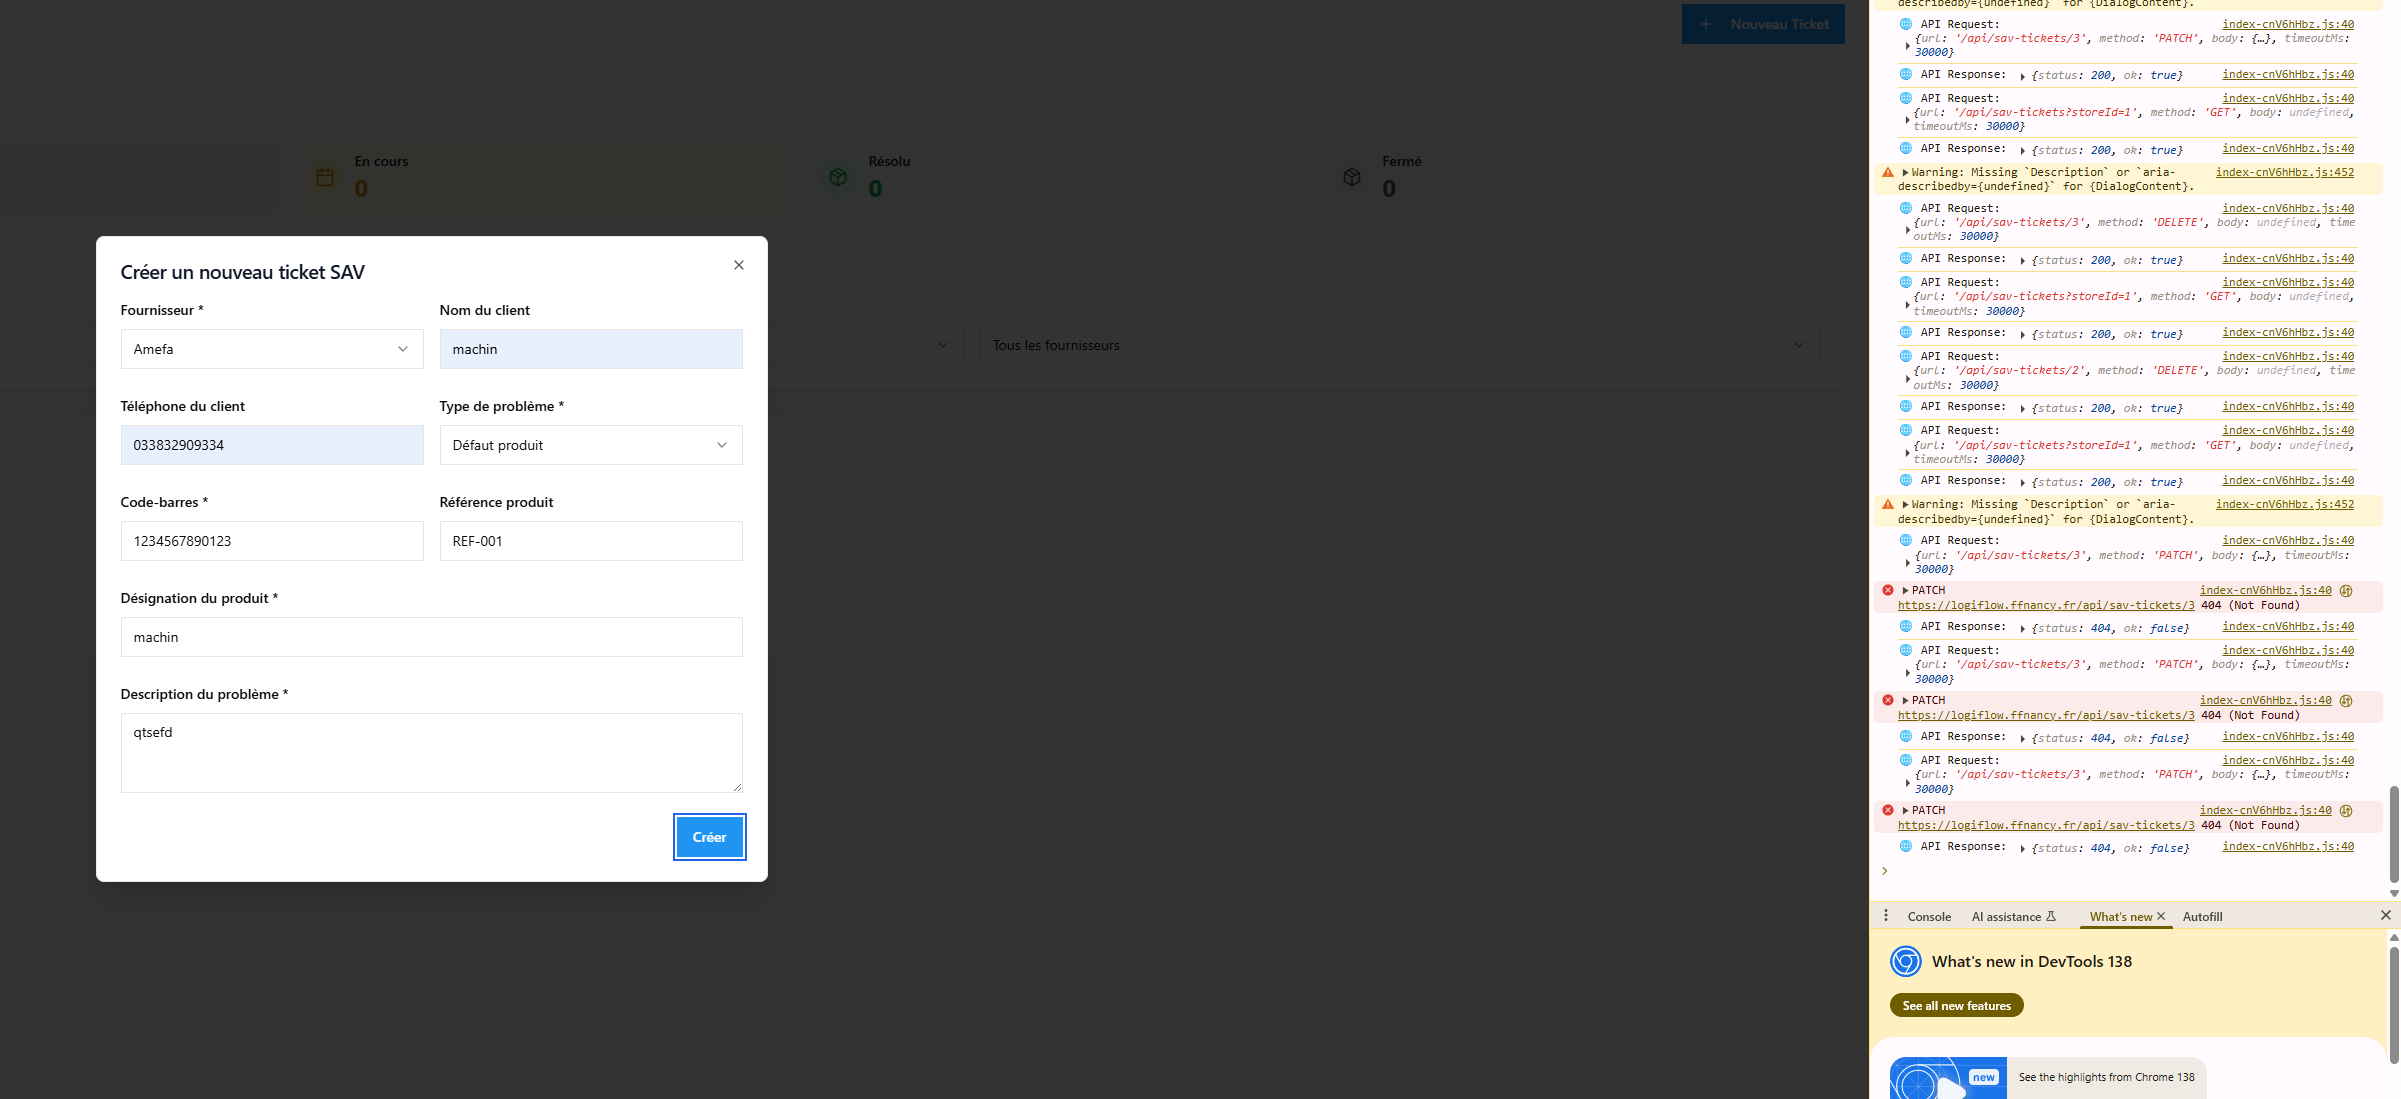 Nouveau Ticket
En cours
0
Résolu
0
Fermé
0
Tous les fournisseurs
Créer un nouveau ticket SAV
Fournisseur *
Nom du client
Amefa
machin
Téléphone du client
Type de problème *
033832909334
Défaut produit
Code-barres *
Référence produit
1234567890123
REF-001
Désignation du produit *
machin
Description du problème *
qtsefd
Créer
describedby={undefined}` for {DialogContent}.
API Request: index-cnV6hHbz.js:40
{url: '/api/sav-tickets/3', method: 'PATCH', body: {…}, timeoutMs:
30000}
API Response: {status: 200, ok: true} index-cnV6hHbz.js:40
API Request: index-cnV6hHbz.js:40
{url: '/api/sav-tickets?storeId=1', method: 'GET', body: undefined,
timeoutMs: 30000}
API Response: {status: 200, ok: true} index-cnV6hHbz.js:40
Warning: Missing `Description` or `aria- index-cnV6hHbz.js:452
describedby={undefined}` for {DialogContent}.
API Request: index-cnV6hHbz.js:40
{url: '/api/sav-tickets/3', method: 'DELETE', body: undefined, time
outMs: 30000}
API Response: {status: 200, ok: true} index-cnV6hHbz.js:40
API Request: index-cnV6hHbz.js:40
{url: '/api/sav-tickets?storeId=1', method: 'GET', body: undefined,
timeoutMs: 30000}
API Response: {status: 200, ok: true} index-cnV6hHbz.js:40
API Request: index-cnV6hHbz.js:40
{url: '/api/sav-tickets/2', method: 'DELETE', body: undefined, time
outMs: 30000}
API Response: {status: 200, ok: true} index-cnV6hHbz.js:40
API Request: index-cnV6hHbz.js:40
{url: '/api/sav-tickets?storeId=1', method: 'GET', body: undefined,
timeoutMs: 30000}
API Response: {status: 200, ok: true} index-cnV6hHbz.js:40
Warning: Missing `Description` or `aria- index-cnV6hHbz.js:452
describedby={undefined}` for {DialogContent}.
API Request: index-cnV6hHbz.js:40
{url: '/api/sav-tickets/3', method: 'PATCH', body: {…}, timeoutMs:
30000}
PATCH index-cnV6hHbz.js:40
https://logiflow.ffnancy.fr/api/sav-tickets/3 404 (Not Found)
API Response: {status: 404, ok: false} index-cnV6hHbz.js:40
API Request: index-cnV6hHbz.js:40
{url: '/api/sav-tickets/3', method: 'PATCH', body: {…}, timeoutMs:
30000}
PATCH index-cnV6hHbz.js:40
https://logiflow.ffnancy.fr/api/sav-tickets/3 404 (Not Found)
API Response: {status: 404, ok: false} index-cnV6hHbz.js:40
API Request: index-cnV6hHbz.js:40
{url: '/api/sav-tickets/3', method: 'PATCH', body: {…}, timeoutMs:
30000}
PATCH index-cnV6hHbz.js:40
https://logiflow.ffnancy.fr/api/sav-tickets/3 404 (Not Found)
API Response: {status: 404, ok: false} index-cnV6hHbz.js:40
Console AI assistance What's new Autofill
What's new in DevTools 138
See all new features
new
See the highlights from Chrome 138